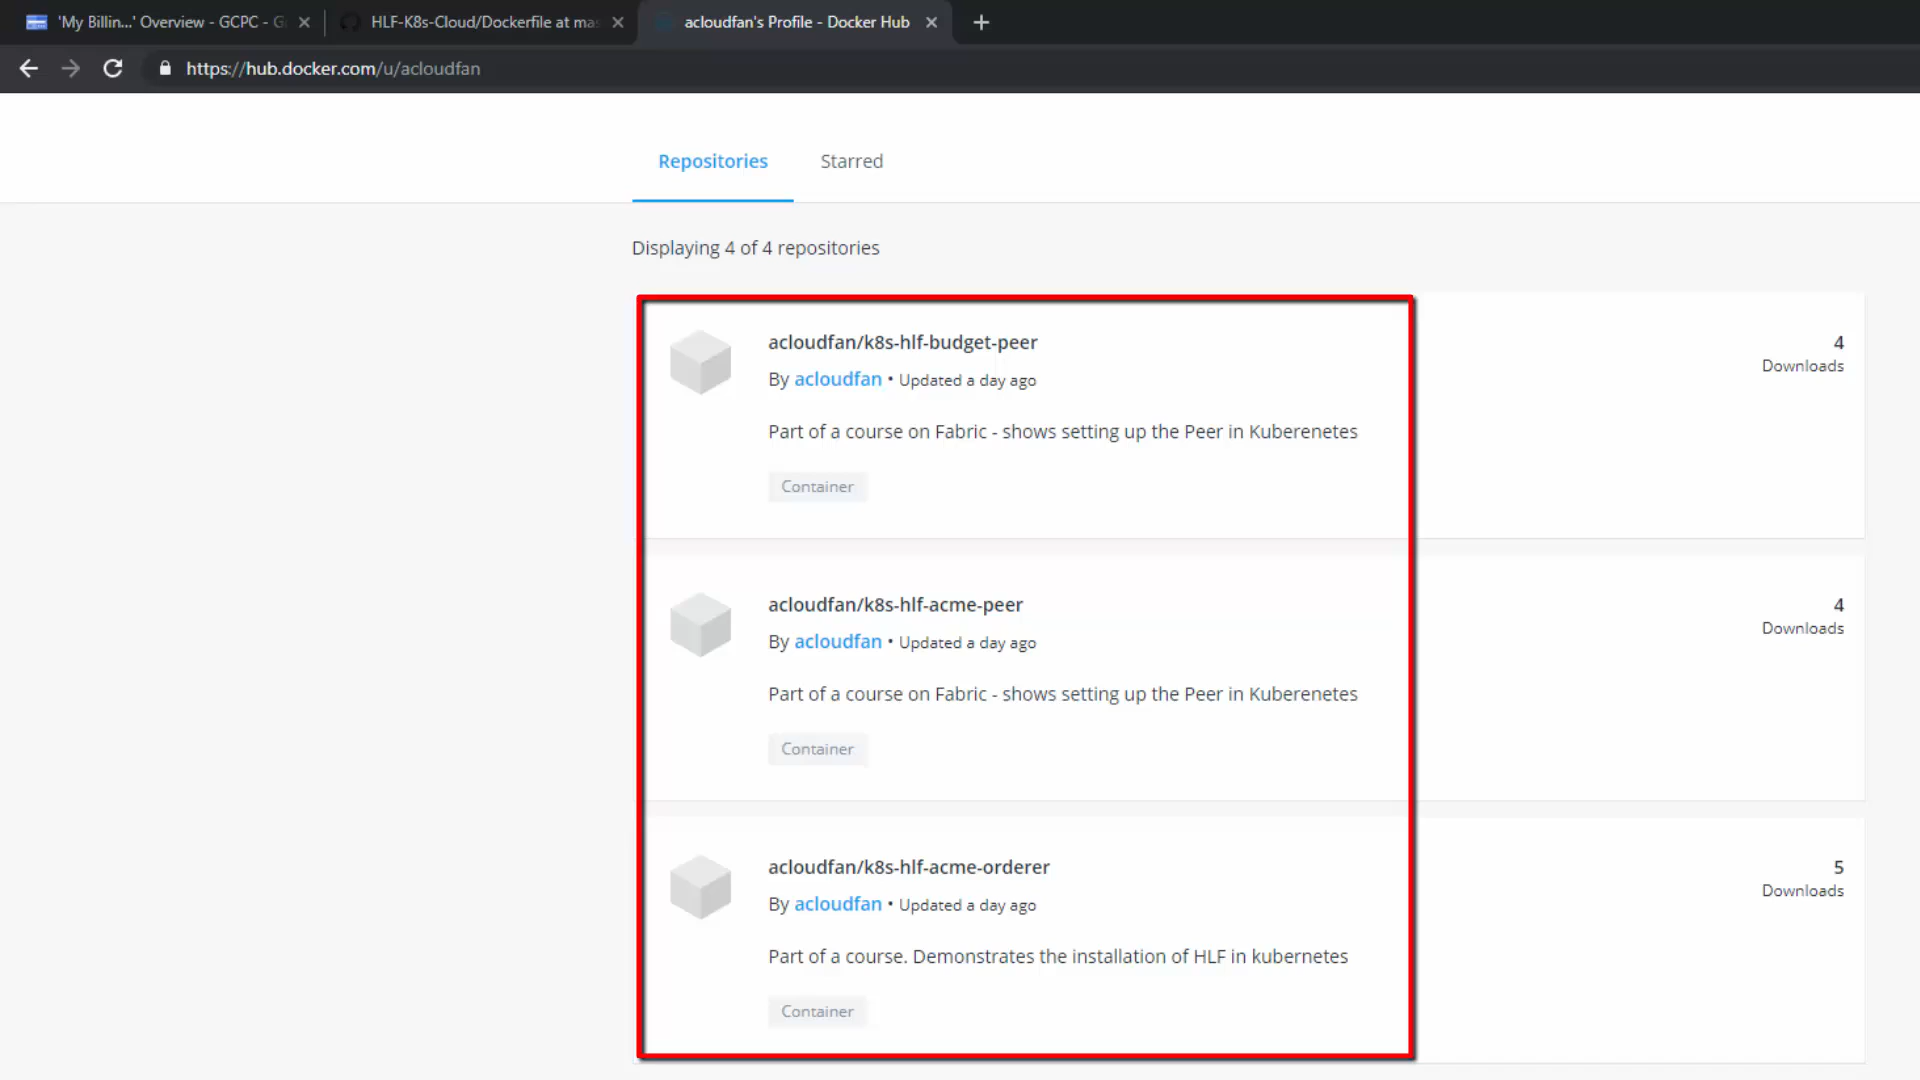 'My Billin...' Overview - GCPC - G
HLF-K8s-Cloud/Dockerfile at mas
acloudfan's Profile - Docker Hub
https://hub.docker.com/u/acloudfan
Repositories
Starred
Displaying 4 of 4 repositories
acloudfan/k8s-hlf-budget-peer
By acloudfan • Updated a day ago
Part of a course on Fabric - shows setting up the Peer in Kuberenetes
Container
4
Downloads
acloudfan/k8s-hlf-acme-peer
By acloudfan • Updated a day ago
Part of a course on Fabric - shows setting up the Peer in Kuberenetes
Container
4
Downloads
acloudfan/k8s-hlf-acme-orderer
By acloudfan • Updated a day ago
Part of a course. Demonstrates the installation of HLF in kubernetes
Container
5
Downloads